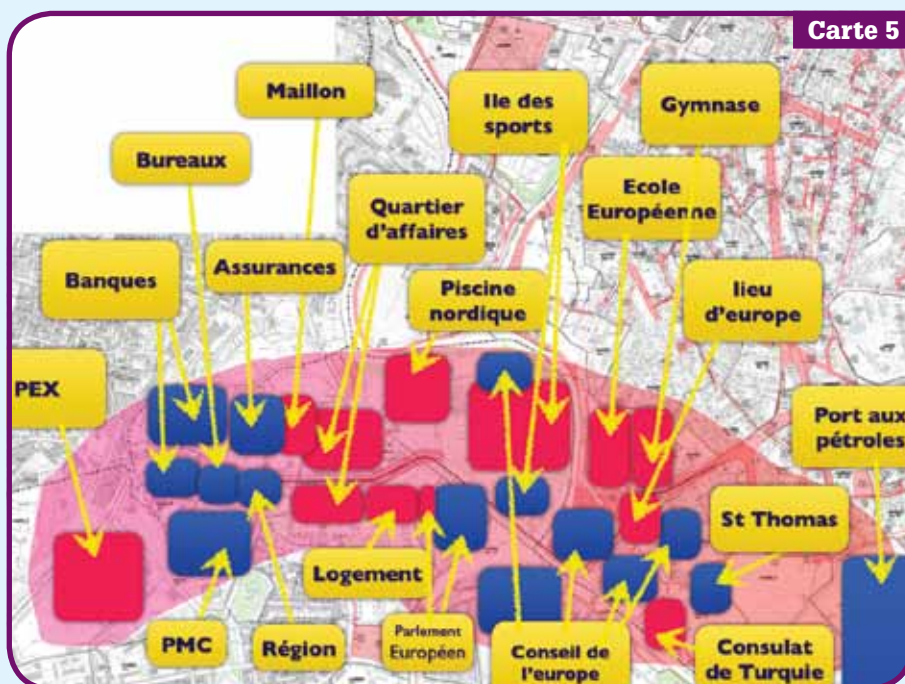 Carte 5
Maillon
Ile des
sports
Gymnase
Bureaux
Quartier
d'affaires
Ecole
Européenne
Banques
Assurances
Piscine
nordique
lieu
d'europe
PEX
Port aux
pétroles
St Thomas
Logement
PMC
Région
Parlement
Européen
Conseil de
l'europe
Consulat
de Turquie